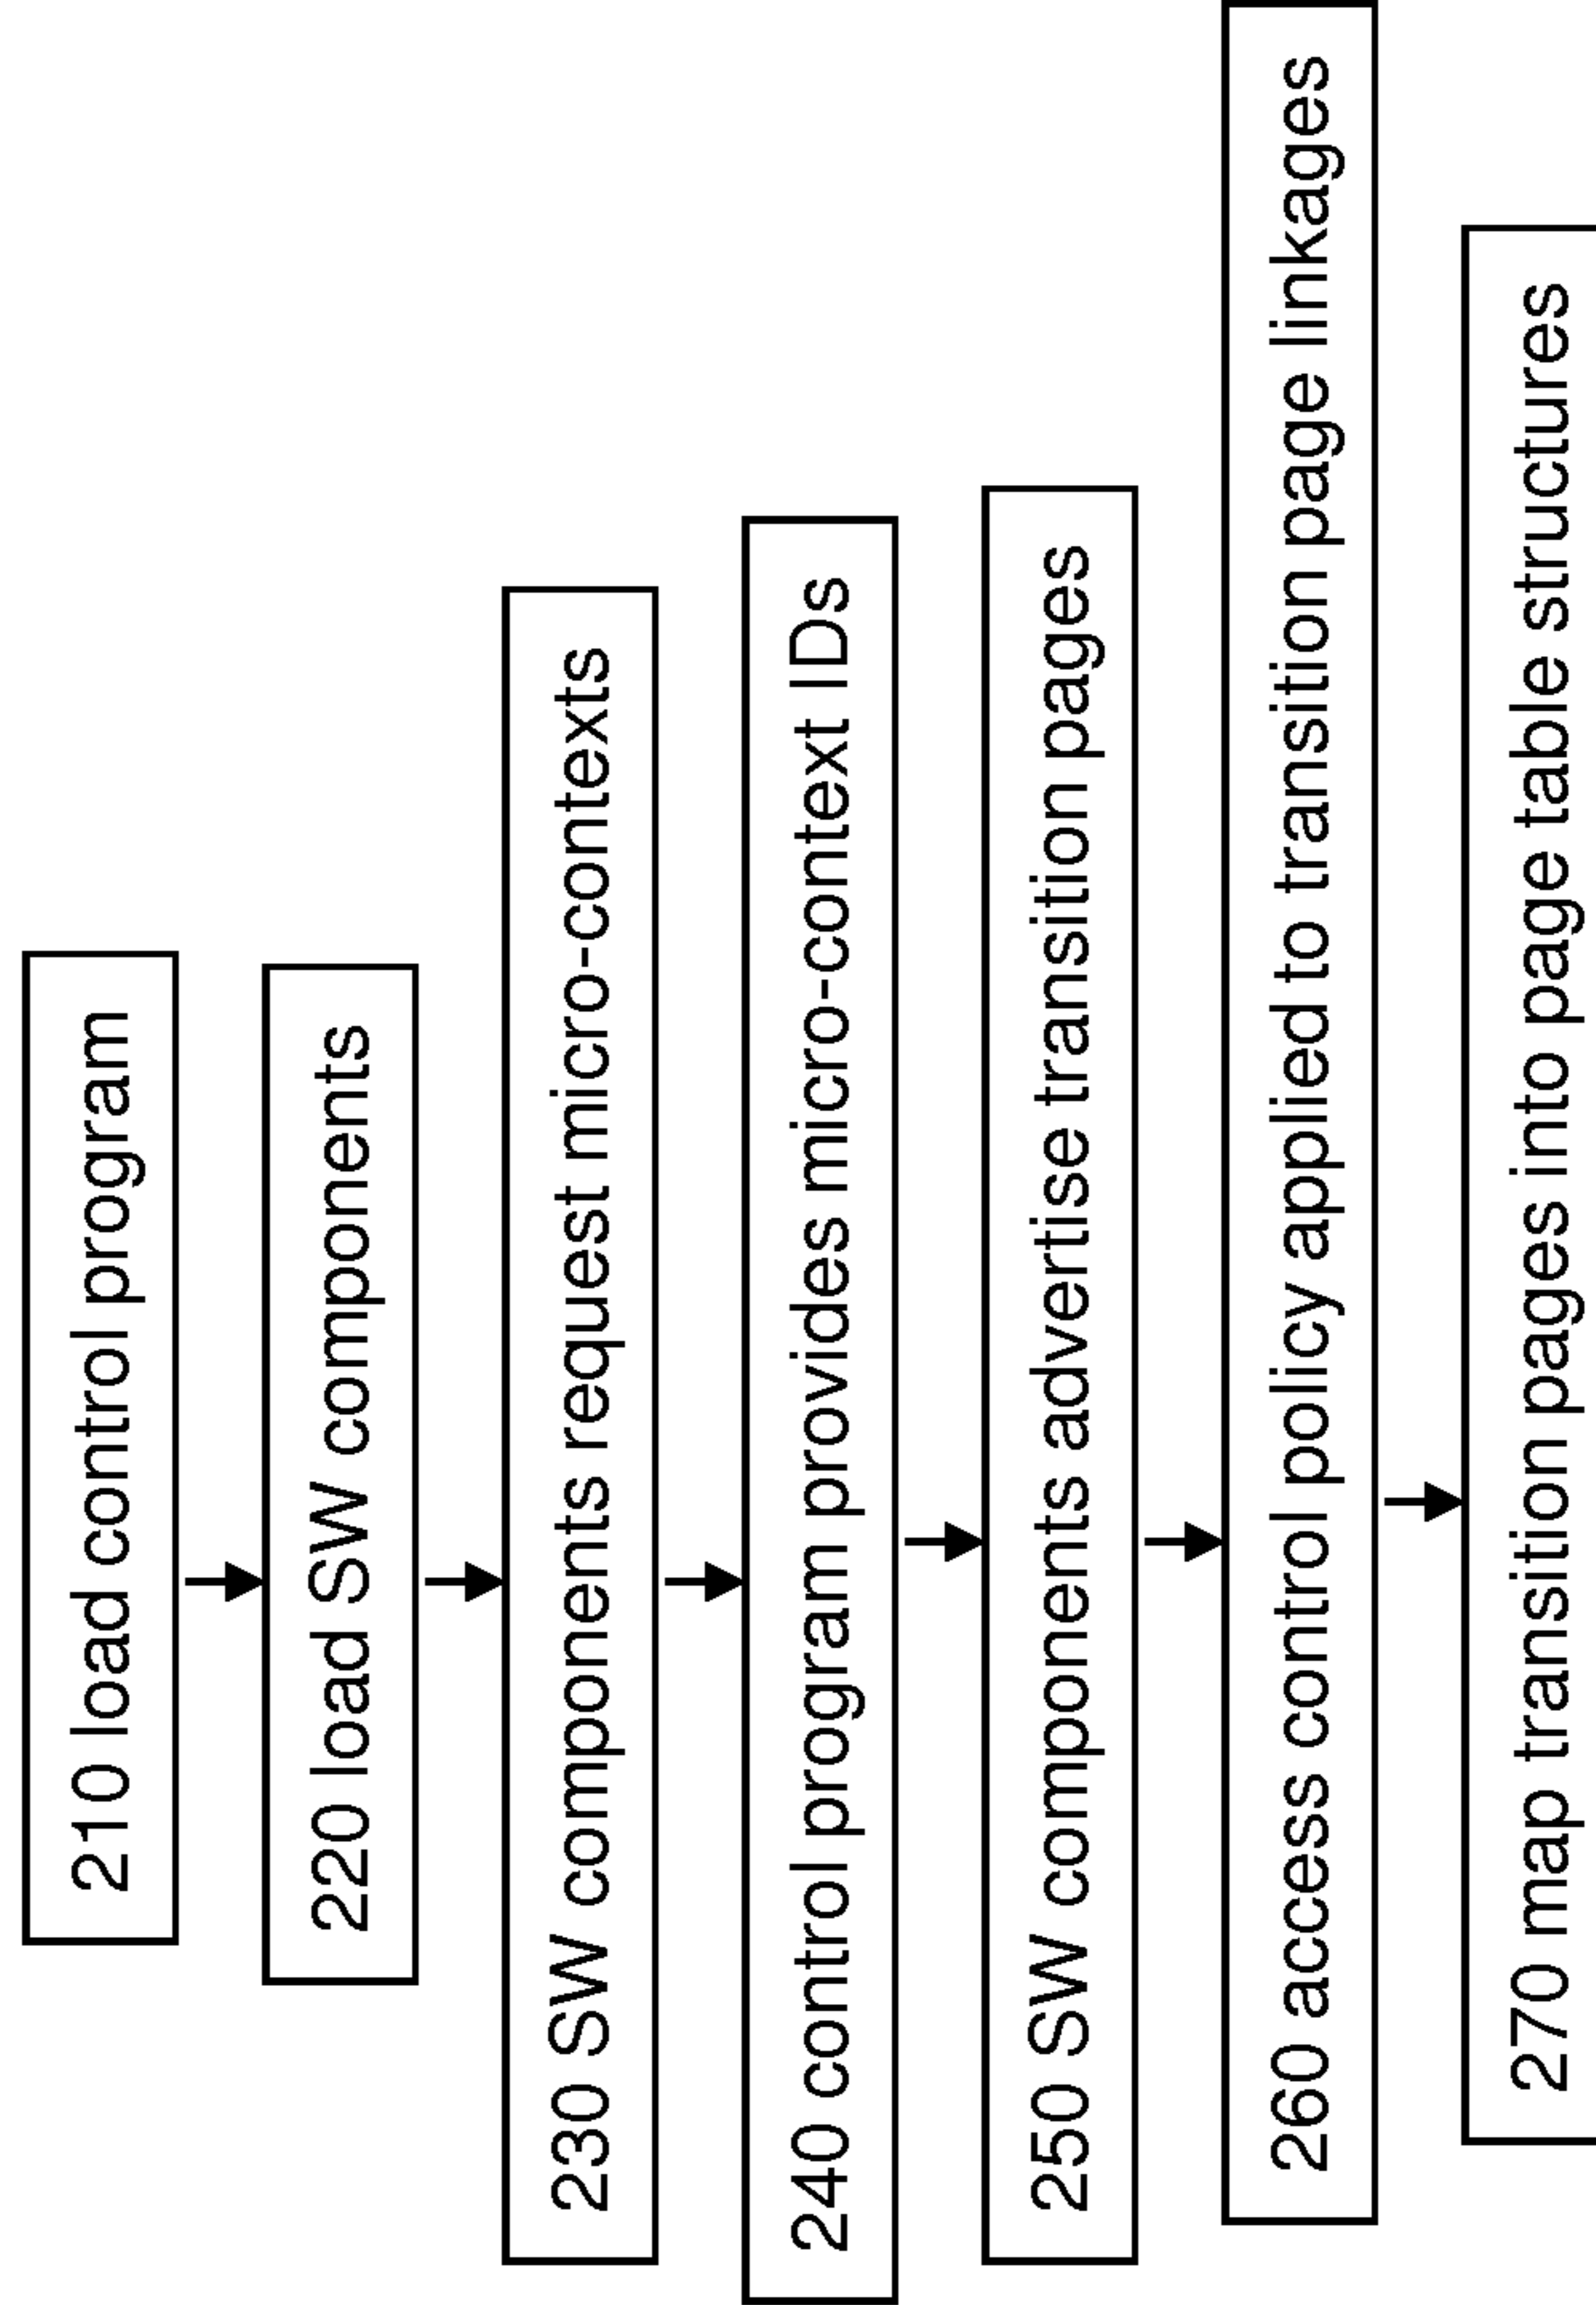 210 load control program
220 load SW components
230 SW components request micro-contexts
240 control program provides micro-context IDs
250 SW components advertise transition pages
260 access control policy applied to transition page linkages
270 map transition pages into page table structures